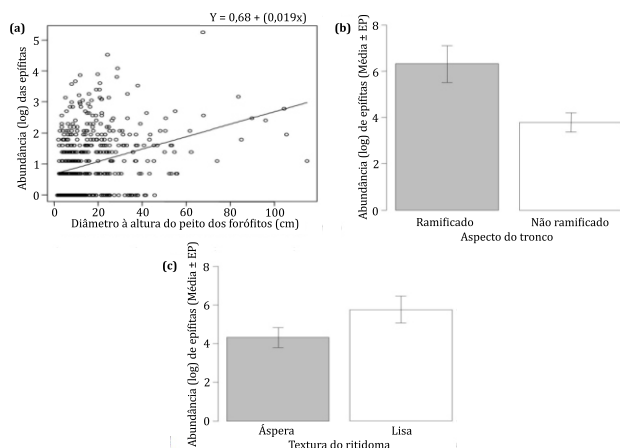 (a)
Y = 0,68 + (0,019x)
Abundância (log) das epífitas
5
4
3
2
1
0
0 20 40 60 80 100
Diâmetro à altura do peito dos forófitos (cm)
(b)
Abundância (log) de epífitas (Média ± EP)
8
6
4
2
0
Ramificado Não ramificado
Aspecto do tronco
(c)
Abundância (log) de epífitas (Média ± EP)
8
6
4
2
0
Áspera Lisa
Textura do ritidoma